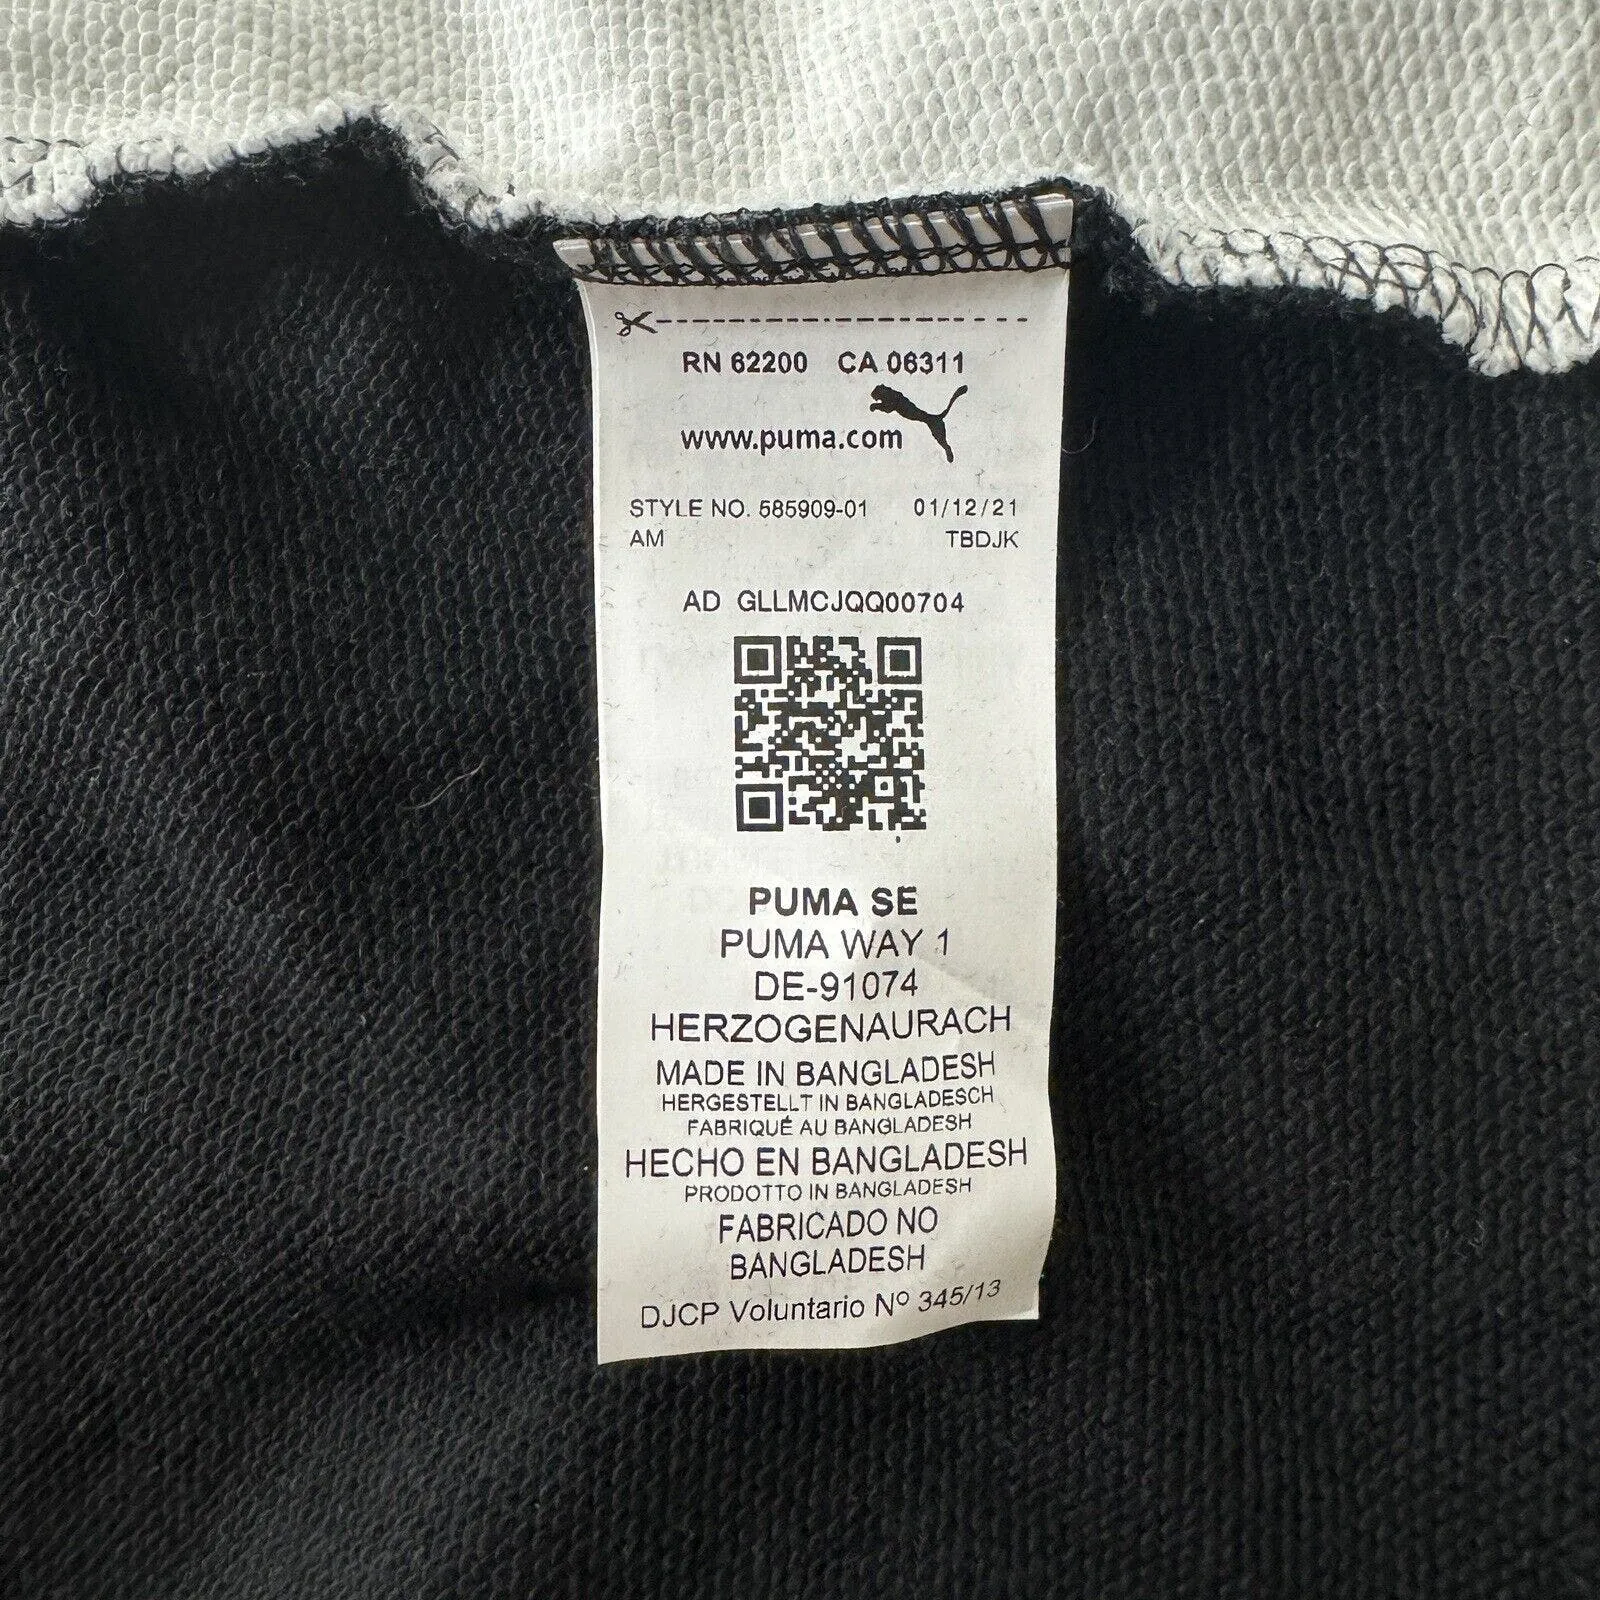 RN 62200 CA 06311
www.puma.com
STYLE NO. 585909-01 01/12/21
AM TBDJK
AD GLLMCJQQ00704
PUMA SE
PUMA WAY 1
DE-91074
HERZOGENAURACH
MADE IN BANGLADESH
HERGESTELLT IN BANGLADESCH
FABRIQUÉ AU BANGLADESH
HECHO EN BANGLADESH
PRODOTTO IN BANGLADESH
FABRICADO NO
BANGLADESH
DJCP Voluntario Nº 345/13